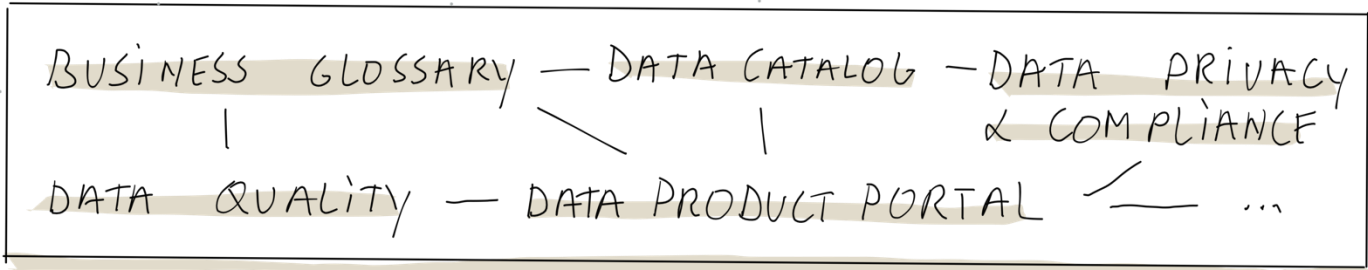 BUSINESS GLOSSARY — DATA CATALOG — DATA PRIVACY
& COMPLIANCE
DATA QUALITY — DATA PRODUCT PORTAL — ...